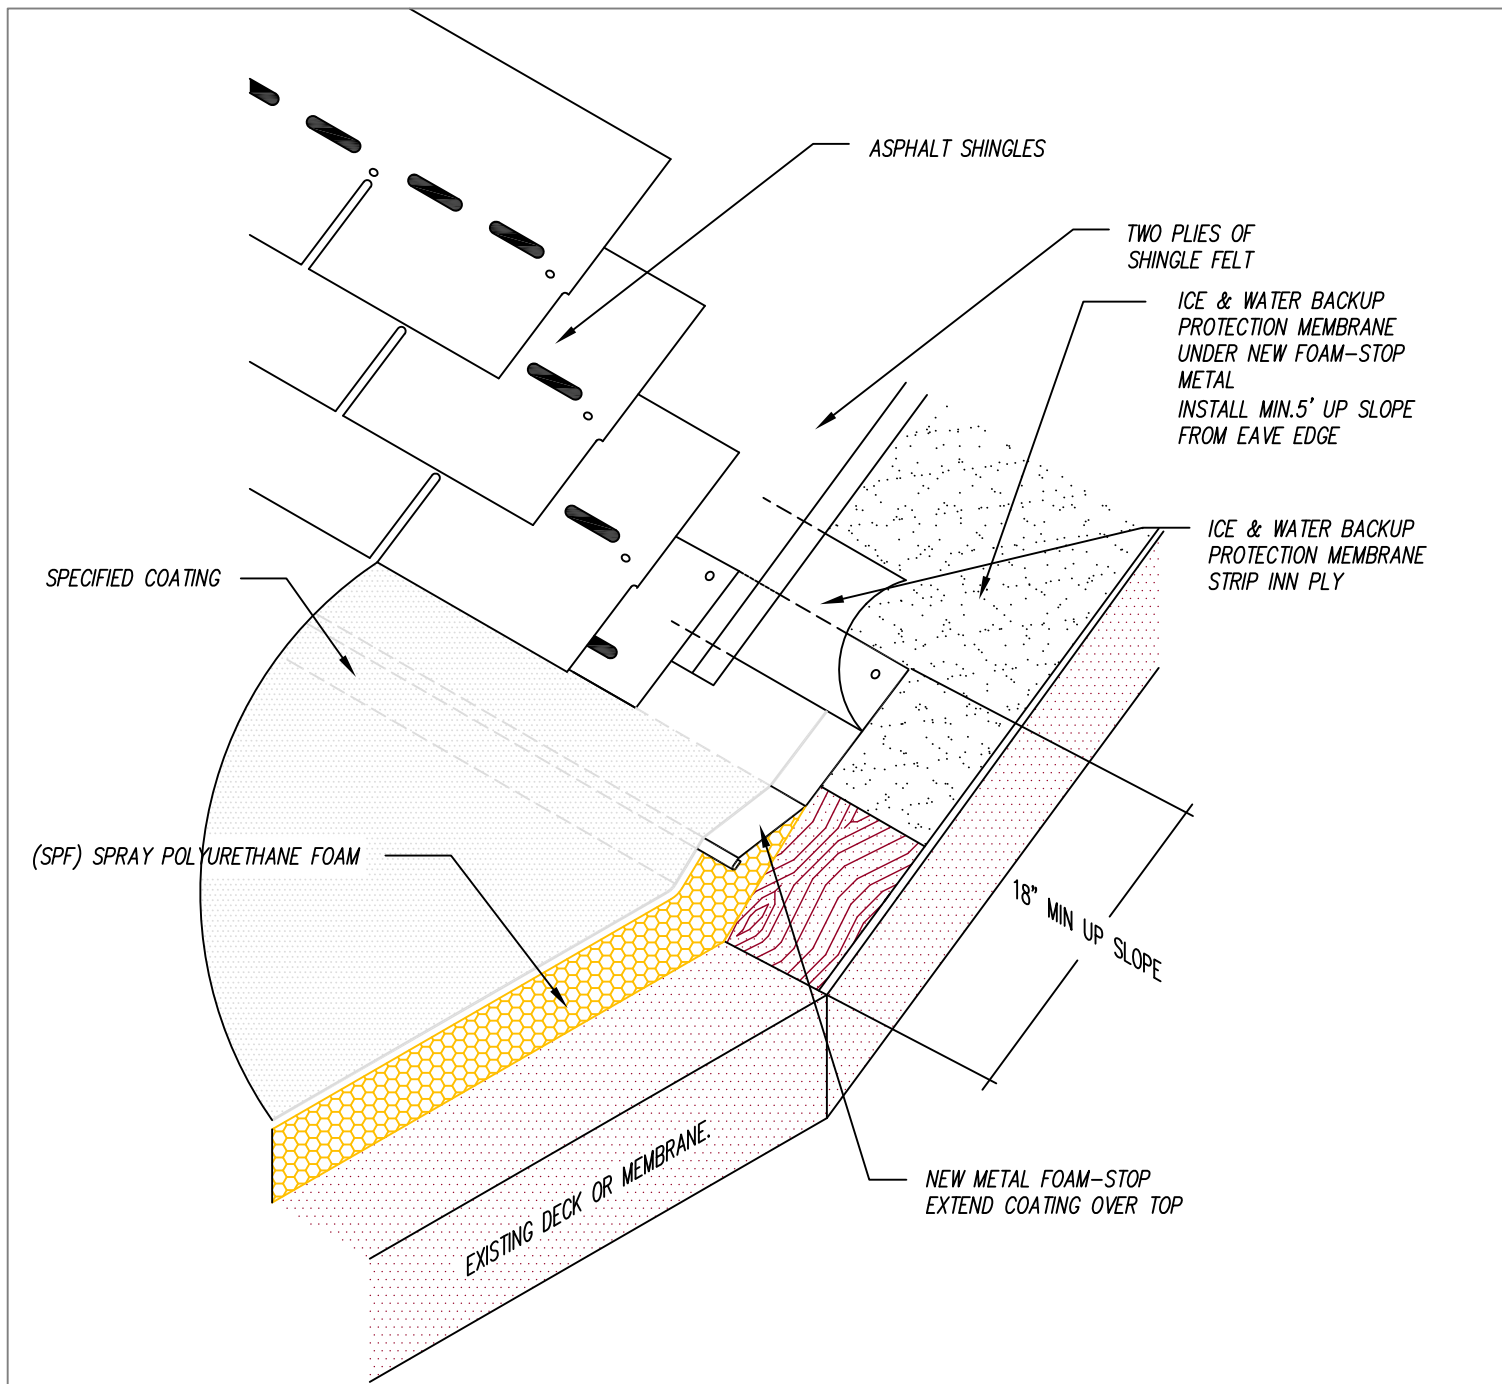 ASPHALT SHINGLES
TWO PLIES OF
SHINGLE FELT
ICE & WATER BACKUP
PROTECTION MEMBRANE
UNDER NEW FOAM-STOP
METAL
INSTALL MIN.5' UP SLOPE
FROM EAVE EDGE
ICE & WATER BACKUP
PROTECTION MEMBRANE
STRIP INN PLY
SPECIFIED COATING
(SPF) SPRAY POLYURETHANE FOAM
18" MIN UP SLOPE
EXISTING DECK OR MEMBRANE.
NEW METAL FOAM-STOP
EXTEND COATING OVER TOP